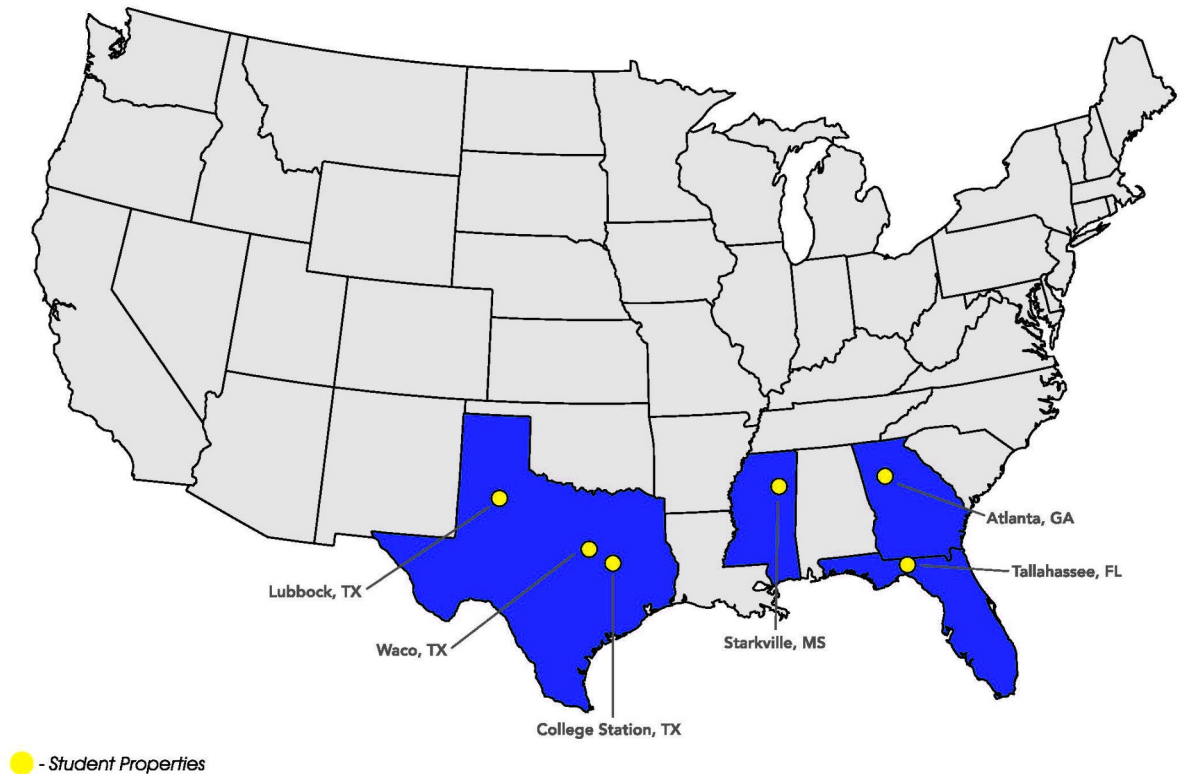 Atlanta, GA
Tallahassee, FL
Lubbock, TX
Waco, TX
Starkville, MS
College Station, TX
- Student Properties